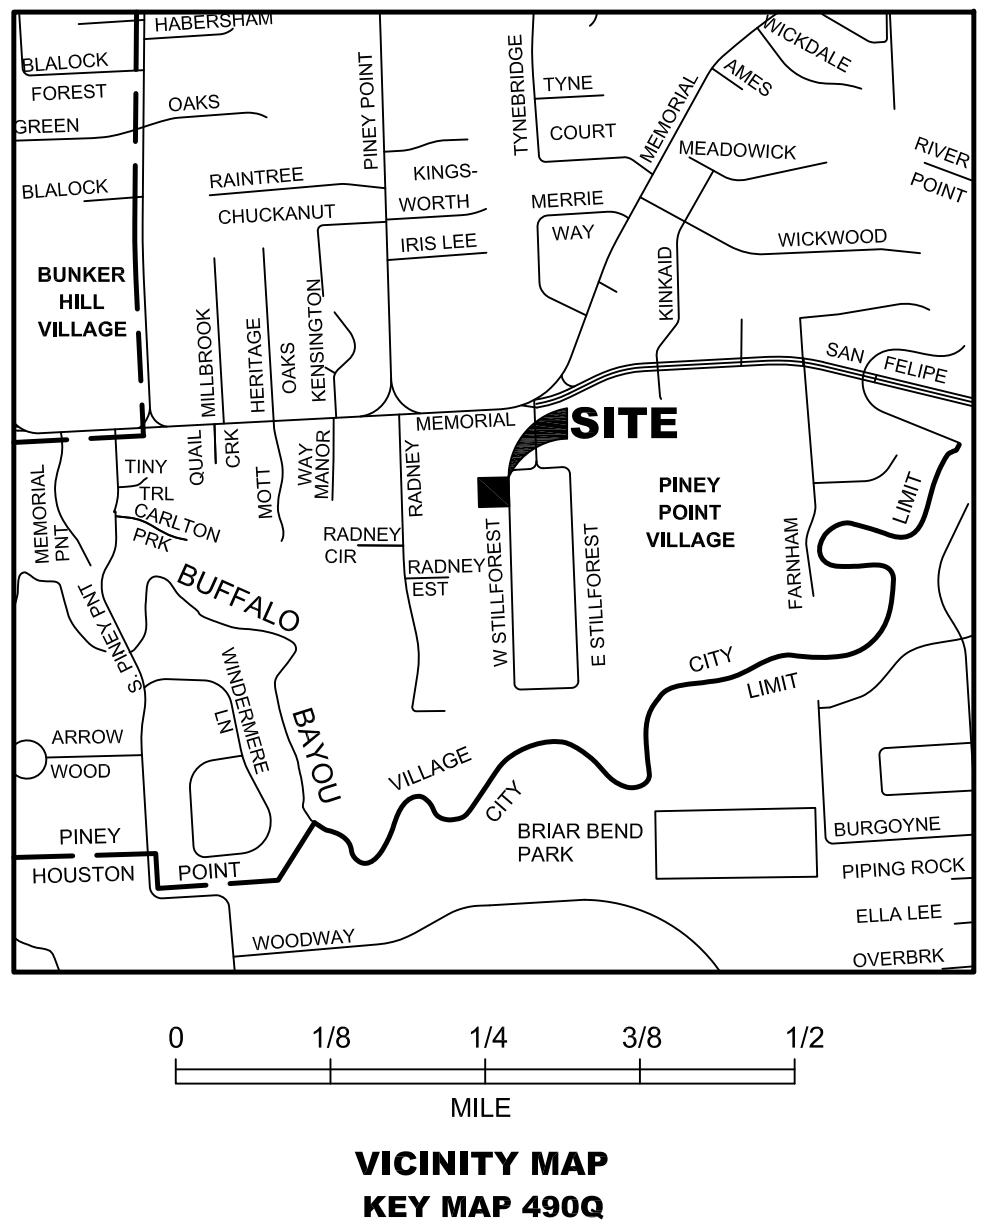 HABERSHAM
BLALOCK
FOREST
OAKS
GREEN
BLALOCK
PINEY POINT
TYNEBRIDGE
TYNE
COURT
MEMORIAL
WICKDALE
AMES
MEADOWICK
RIVER
POINT
RAINTREE
CHUCKANUT
KINGS-
WORTH
IRIS LEE
MERRIE
WAY
WICKWOOD
KINKAID
BUNKER
HILL
VILLAGE
MILLBROOK
HERITAGE
OAKS
KENSINGTON
SAN
FELIPE
MEMORIAL
SITE
QUAIL
CRK
MOTT
WAY
MANOR
RADNEY
TINY
TRL
CARLTON
PRK
MEMORIAL
PNT
RADNEY
CIR
RADNEY
EST
W STILLFOREST
E STILLFOREST
PINEY
POINT
VILLAGE
FARNHAM
LIMIT
BUFFALO
BAYOU
S. PINEY PNT
WINDERMERE
LN
CITY
LIMIT
ARROW
WOOD
VILLAGE
CITY
PINEY
HOUSTON
POINT
BRIAR BEND
PARK
BURGOYNE
PIPING ROCK
ELLA LEE
OVERBRK
WOODWAY
0 1/8 1/4 3/8 1/2
MILE
VICINITY MAP
KEY MAP 490Q